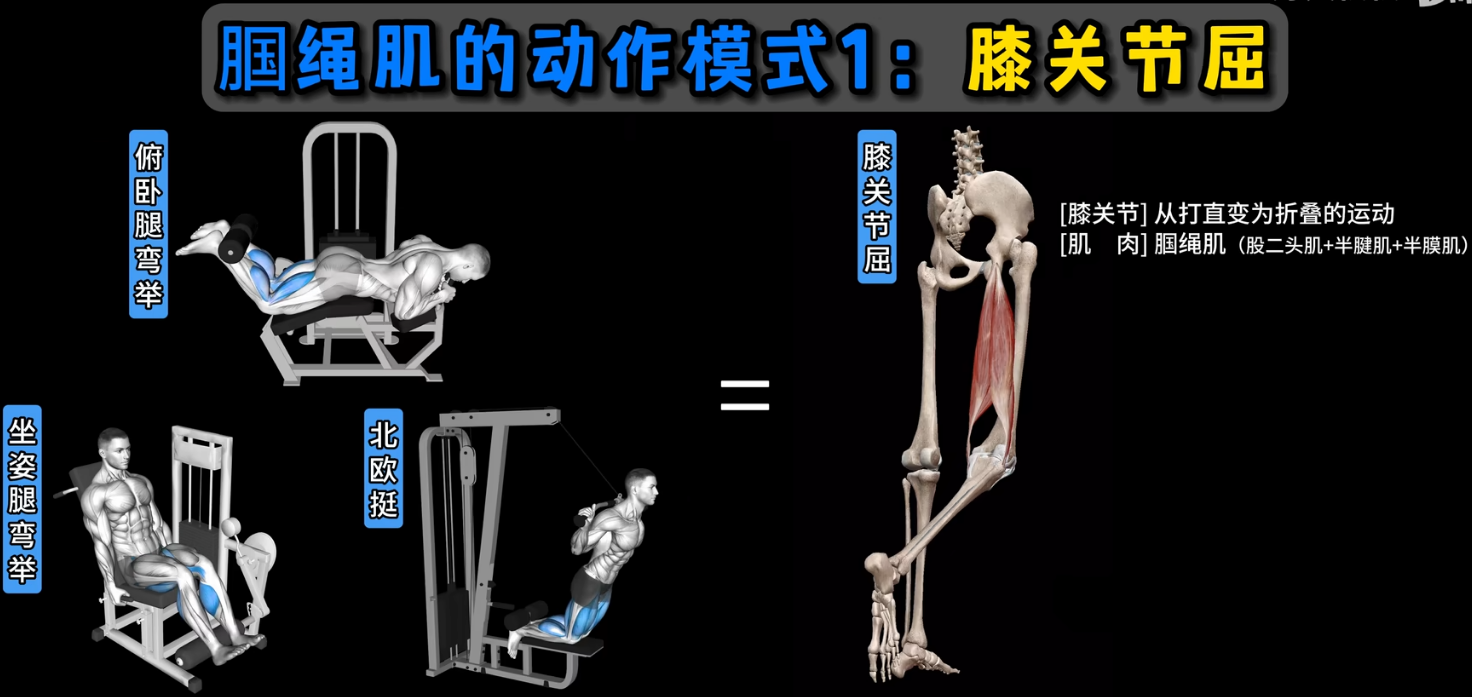 腘绳肌的动作模式1：膝关节屈
俯卧腿弯举
膝关节屈
[膝关节] 从打直变为折叠的运动
[肌　肉] 腘绳肌（股二头肌+半腱肌+半膜肌）
=
坐姿腿弯举
北欧挺